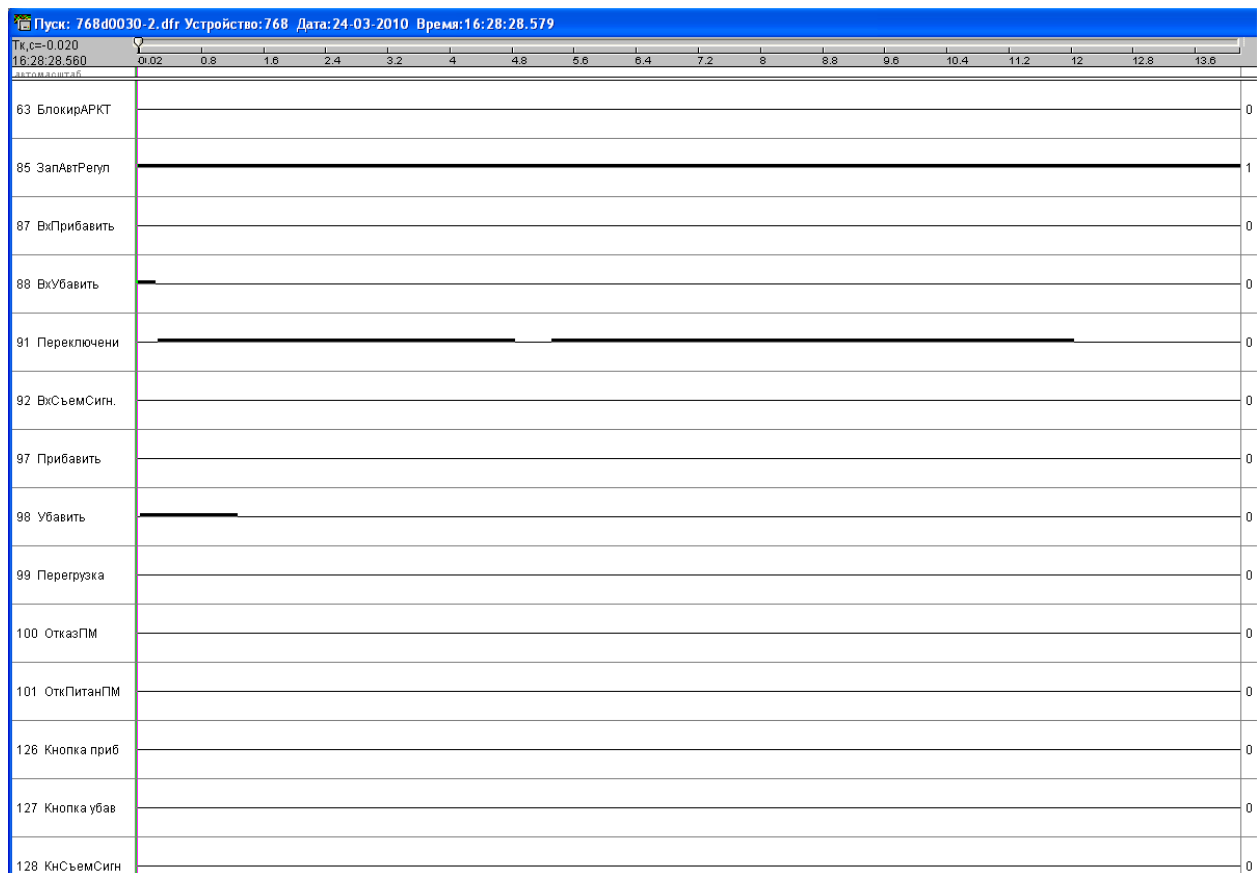 Пуск: 768d0030-2.dfr Устройство:768 Дата:24-03-2010 Время:16:28:28.579
Тк,с=-0.020
16:28:28.560 0.02 0.8 1.6 2.4 3.2 4 4.8 5.6 6.4 7.2 8 8.8 9.6 10.4 11.2 12 12.8 13.6
автомасштаб
63 БлокирАРКТ 0
85 ЗапАвтРегул 1
87 ВхПрибавить 0
88 ВхУбавить 0
91 Переключени 0
92 ВхСъемСигн. 0
97 Прибавить 0
98 Убавить 0
99 Перегрузка 0
100 ОтказПМ 0
101 ОткПитанПМ 0
126 Кнопка приб 0
127 Кнопка убав 0
128 КнСъемСигн 0